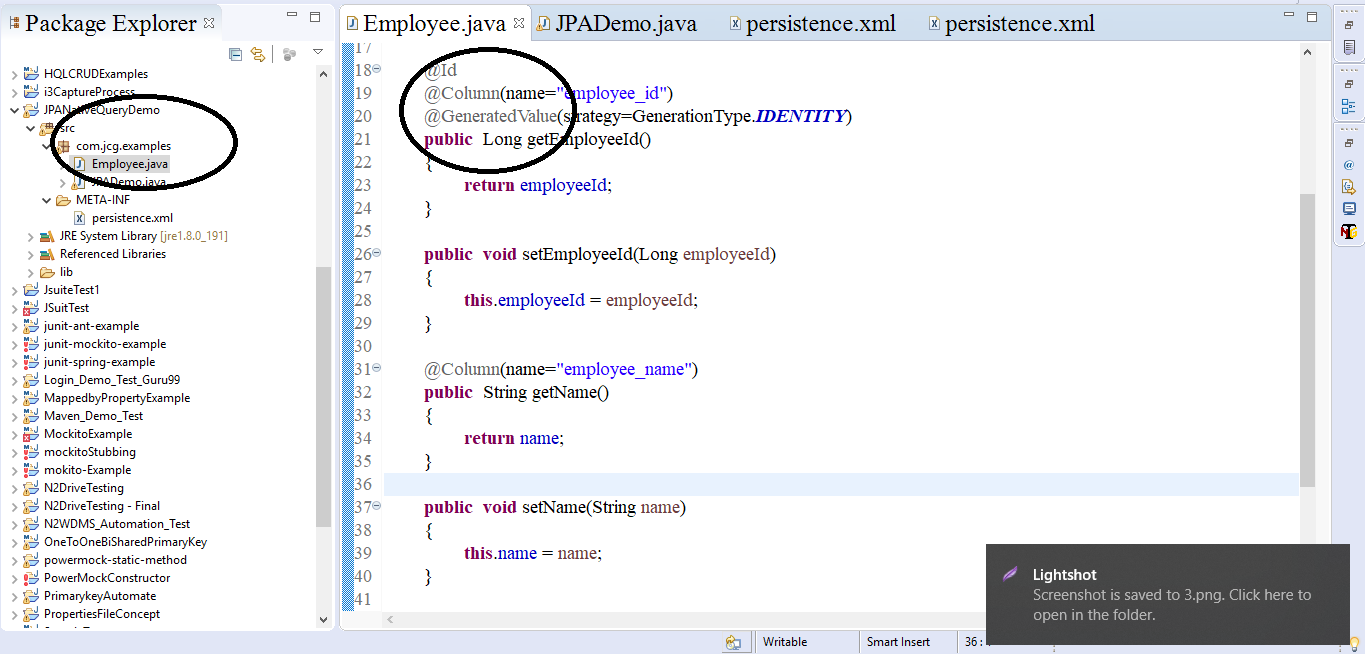 Package Explorer
HQLCRUDExamples
i3CaptureProcess
JPANativeQueryDemo
src
com.jcg.examples
Employee.java
JPADemo.java
META-INF
persistence.xml
JRE System Library [jre1.8.0_191]
Referenced Libraries
lib
JsuiteTest1
JSuitTest
junit-ant-example
junit-mockito-example
junit-spring-example
Login_Demo_Test_Guru99
MappedbyPropertyExample
Maven_Demo_Test
MockitoExample
mockitoStubbing
mokito-Example
N2DriveTesting
N2DriveTesting - Final
N2WDMS_Automation_Test
OneToOneBiSharedPrimaryKey
powermock-static-method
PowerMockConstructor
PrimarykeyAutomate
PropertiesFileConcept
Employee.java JPADemo.java persistence.xml persistence.xml
17
18 @Id
19 @Column(name="employee_id")
20 @GeneratedValue(strategy=GenerationType.IDENTITY)
21 public Long getEmployeeId()
22 {
23 return employeeId;
24 }
25
26 public void setEmployeeId(Long employeeId)
27 {
28 this.employeeId = employeeId;
29 }
30
31 @Column(name="employee_name")
32 public String getName()
33 {
34 return name;
35 }
36
37 public void setName(String name)
38 {
39 this.name = name;
40 }
41
Lightshot
Screenshot is saved to 3.png. Click here to
open in the folder.
Writable Smart Insert 36 :